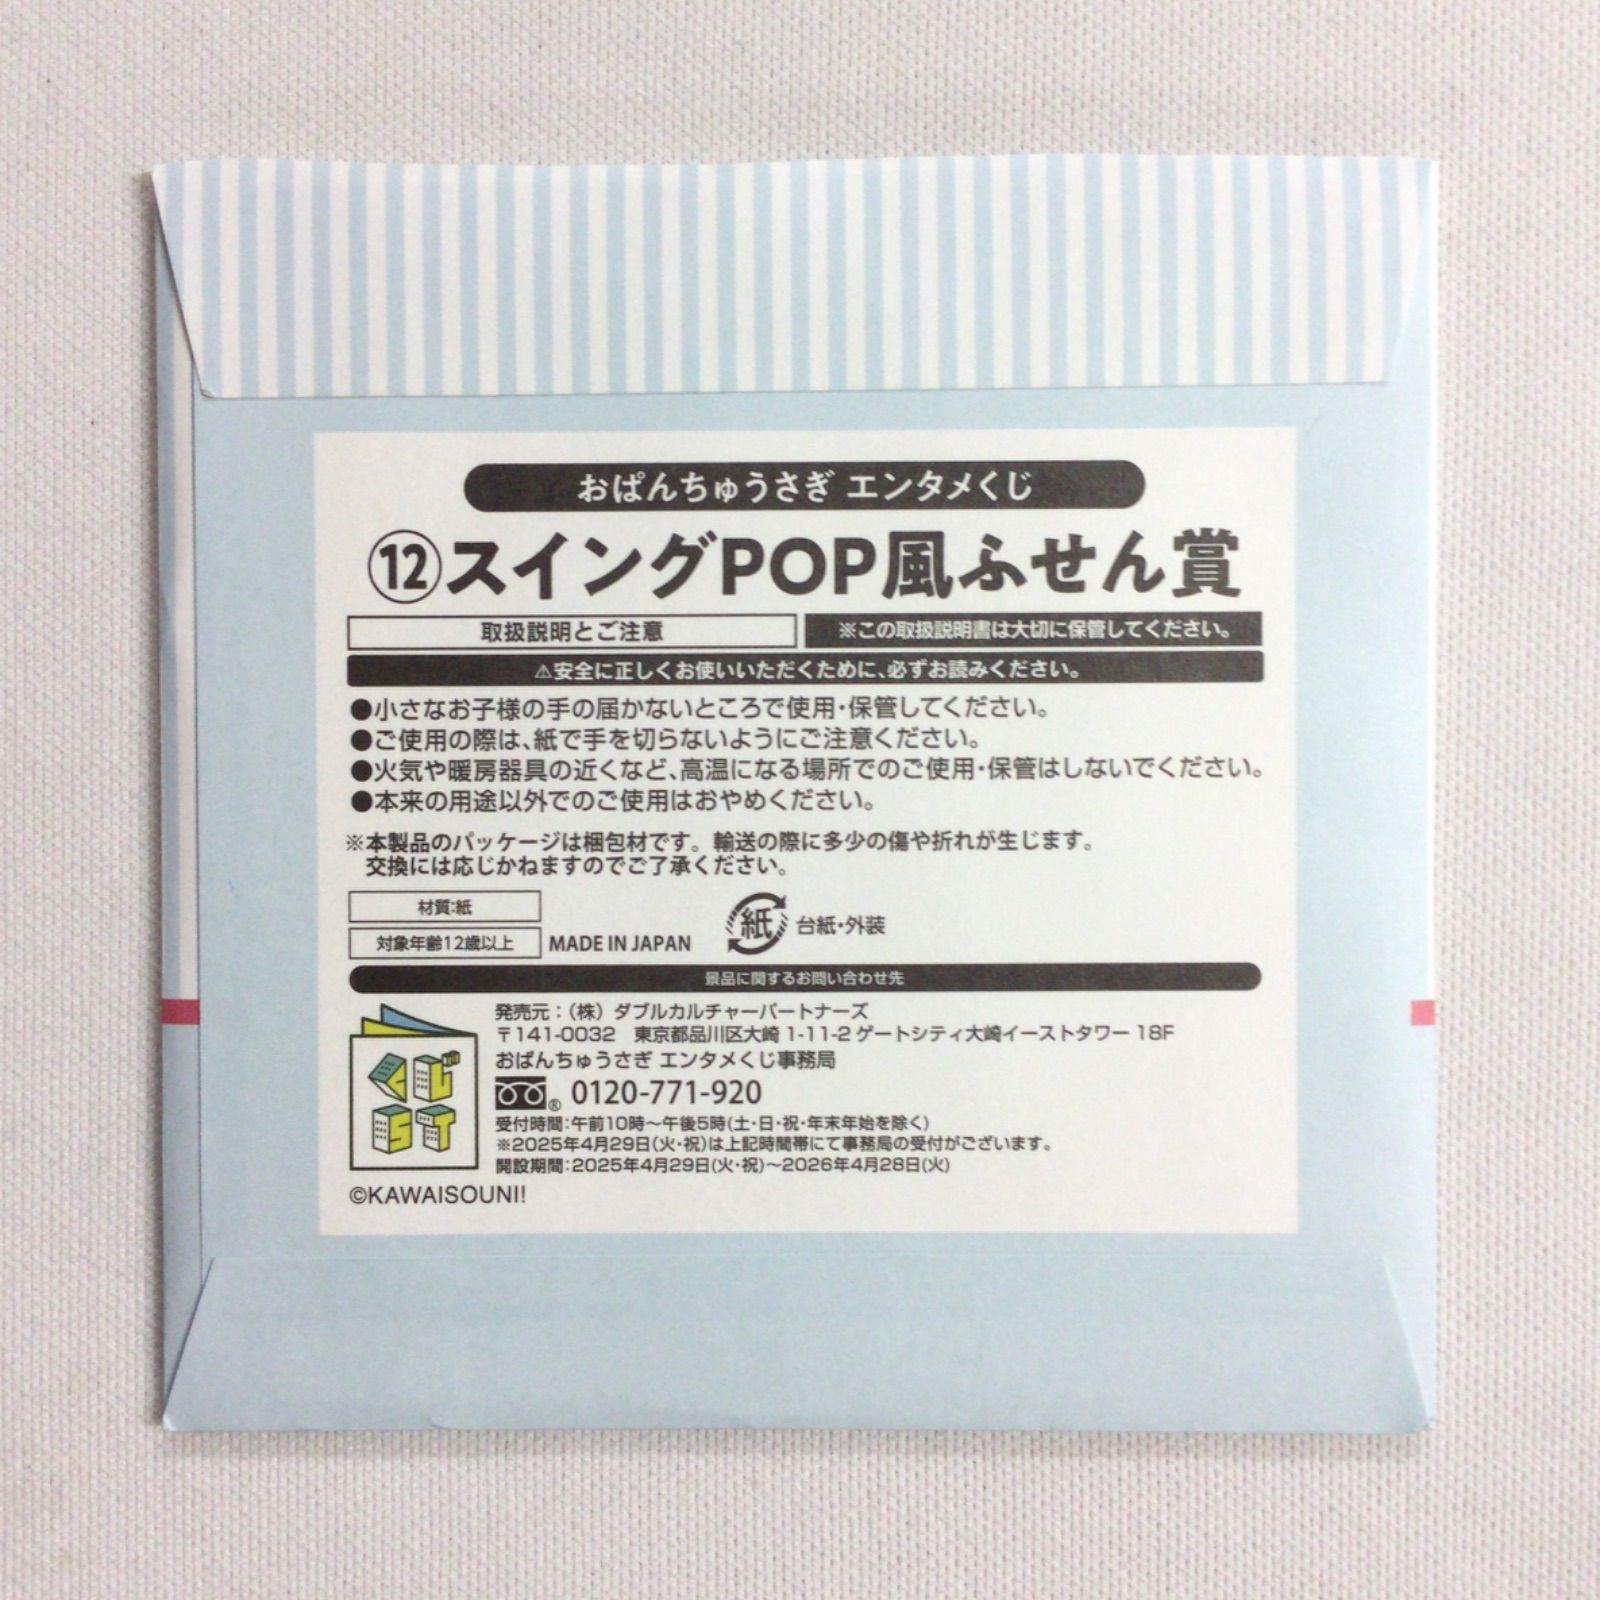 おぱんちゅうさぎ エンタメくじ
⑫スイングPOP風ふせん賞
取扱説明とご注意
※この取扱説明書は大切に保管してください。
⚠安全に正しくお使いいただくために、必ずお読みください。
●小さなお子様の手の届かないところで使用・保管してください。
●ご使用の際は、紙で手を切らないようにご注意ください。
●火気や暖房器具の近くなど、高温になる場所でのご使用・保管はしないでください。
●本来の用途以外でのご使用はおやめください。
※本製品のパッケージは梱包材です。輸送の際に多少の傷や折れが生じます。
交換には応じかねますのでご了承ください。
材質:紙
対象年齢12歳以上
MADE IN JAPAN
紙
台紙・外装
景品に関するお問い合わせ先
発売元：（株）ダブルカルチャーパートナーズ
〒141-0032 東京都品川区大崎 1-11-2 ゲートシティ大崎イーストタワー 18F
おぱんちゅうさぎ エンタメくじ事務局
® 0120-771-920
受付時間：午前10時〜午後5時(土・日・祝・年末年始を除く)
※2025年4月29日(火・祝)は上記時間帯にて事務局の受付がございます。
開設期間：2025年4月29日(火・祝)〜2026年4月28日(火)
くじ
ST
©KAWAISOUNI!